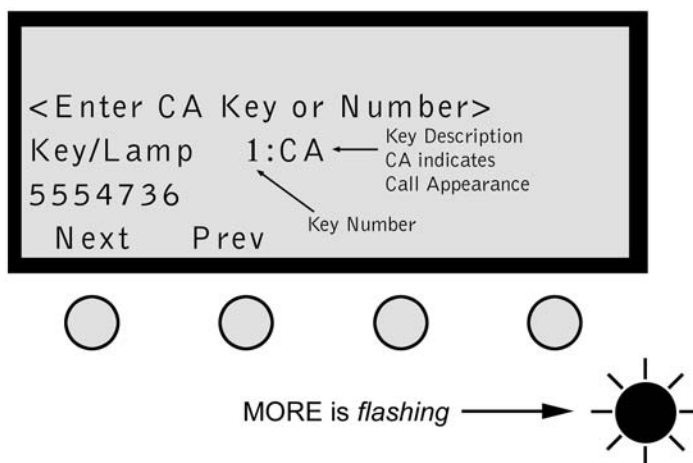 <Enter CA Key or Number>
Key/Lamp 1:CA
Key Description
CA indicates
Call Appearance
5554736
Key Number
Next Prev
MORE is flashing